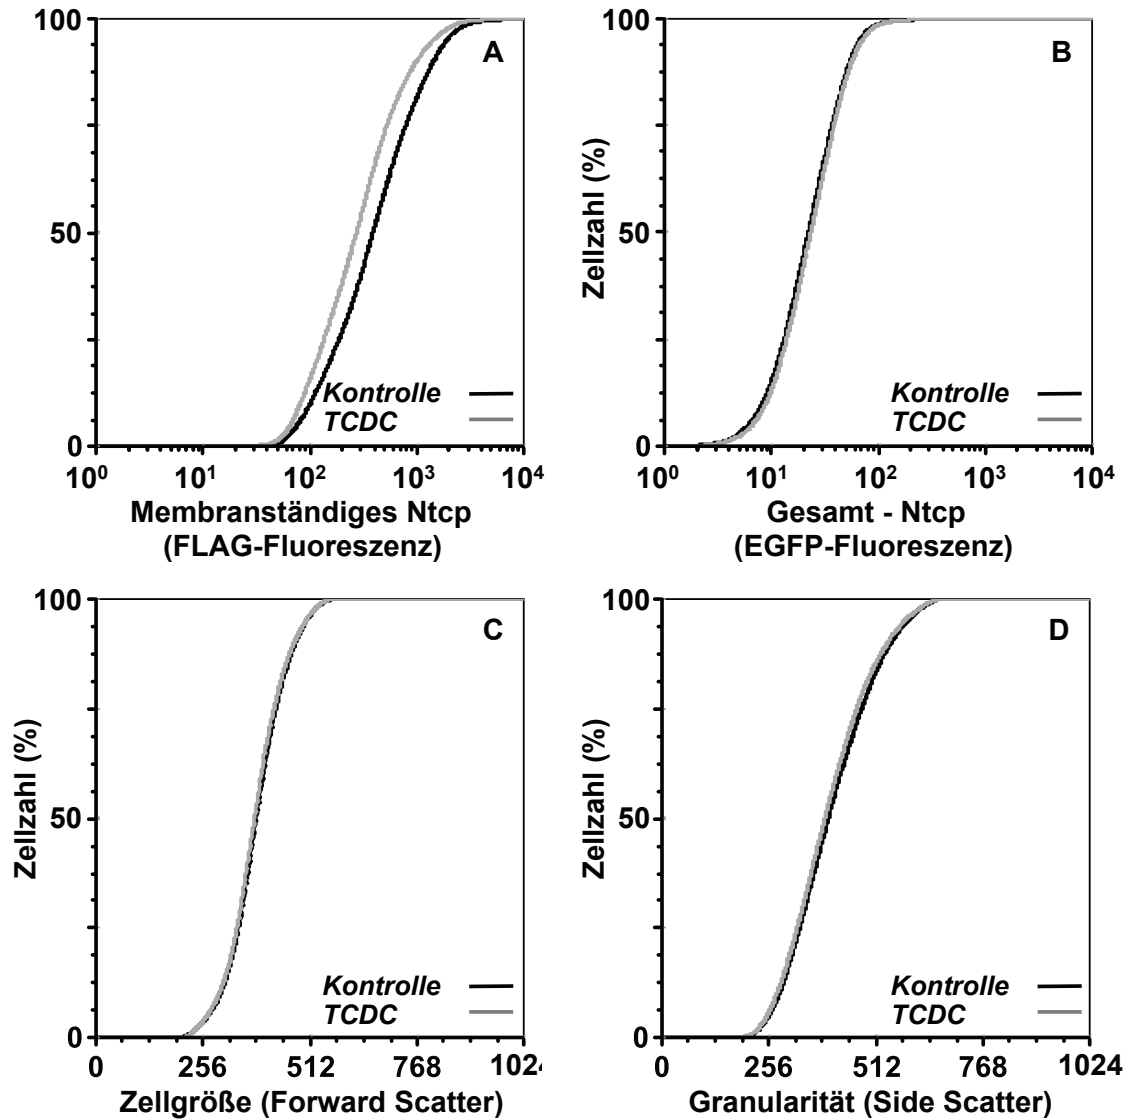 100
A
50
Kontrolle
TCDC
0
10⁰ 10¹ 10² 10³ 10⁴
Membranständiges Ntcp
(FLAG-Fluoreszenz)
100
B
Zellzahl (%)
50
Kontrolle
TCDC
0
10⁰ 10¹ 10² 10³ 10⁴
Gesamt - Ntcp
(EGFP-Fluoreszenz)
100
C
Zellzahl (%)
50
Kontrolle
TCDC
0
0 256 512 768 1024
Zellgröße (Forward Scatter)
100
D
Zellzahl (%)
50
Kontrolle
TCDC
0
0 256 512 768 1024
Granularität (Side Scatter)